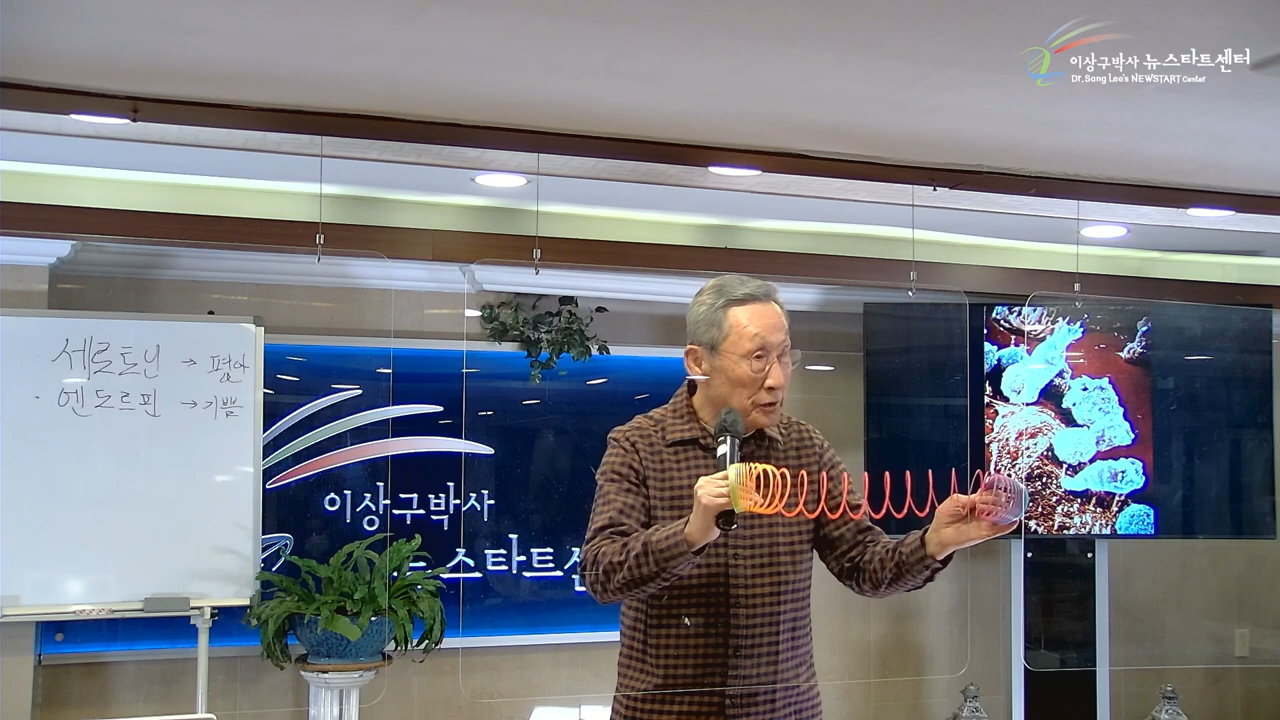 이상구박사 뉴스타트센터
Dr.Sang Lee's NEWSTART Center
세로토닌 → 평안
· 엔도르핀 → 기쁨
이상구박사
뉴스타트센